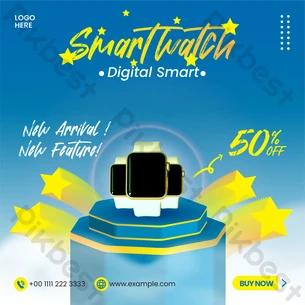 LOGO
HERE
Smartwatch
Digital Smart
New Arrival !
New Feature!
50%
OFF
+00 1111 222 3333
www.example.com
BUY NOW
Pikbest